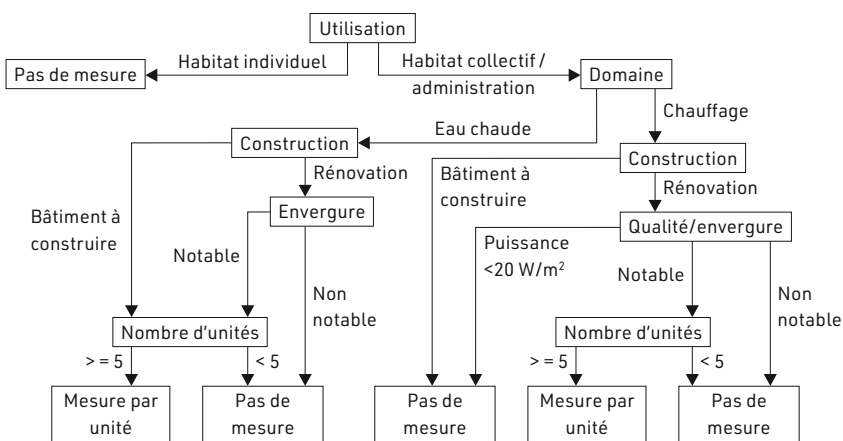 Utilisation
Habitat individuel
Habitat collectif /
administration
Pas de mesure
Domaine
Eau chaude
Chauffage
Construction
Construction
Rénovation
Bâtiment à
construire
Rénovation
Bâtiment à
construire
Envergure
Qualité/envergure
Notable
Puissance
<20 W/m²
Notable
Non
notable
Non
notable
Nombre d'unités
Nombre d'unités
> = 5
< 5
> = 5
< 5
Mesure par
unité
Pas de
mesure
Pas de
mesure
Mesure par
unité
Pas de
mesure